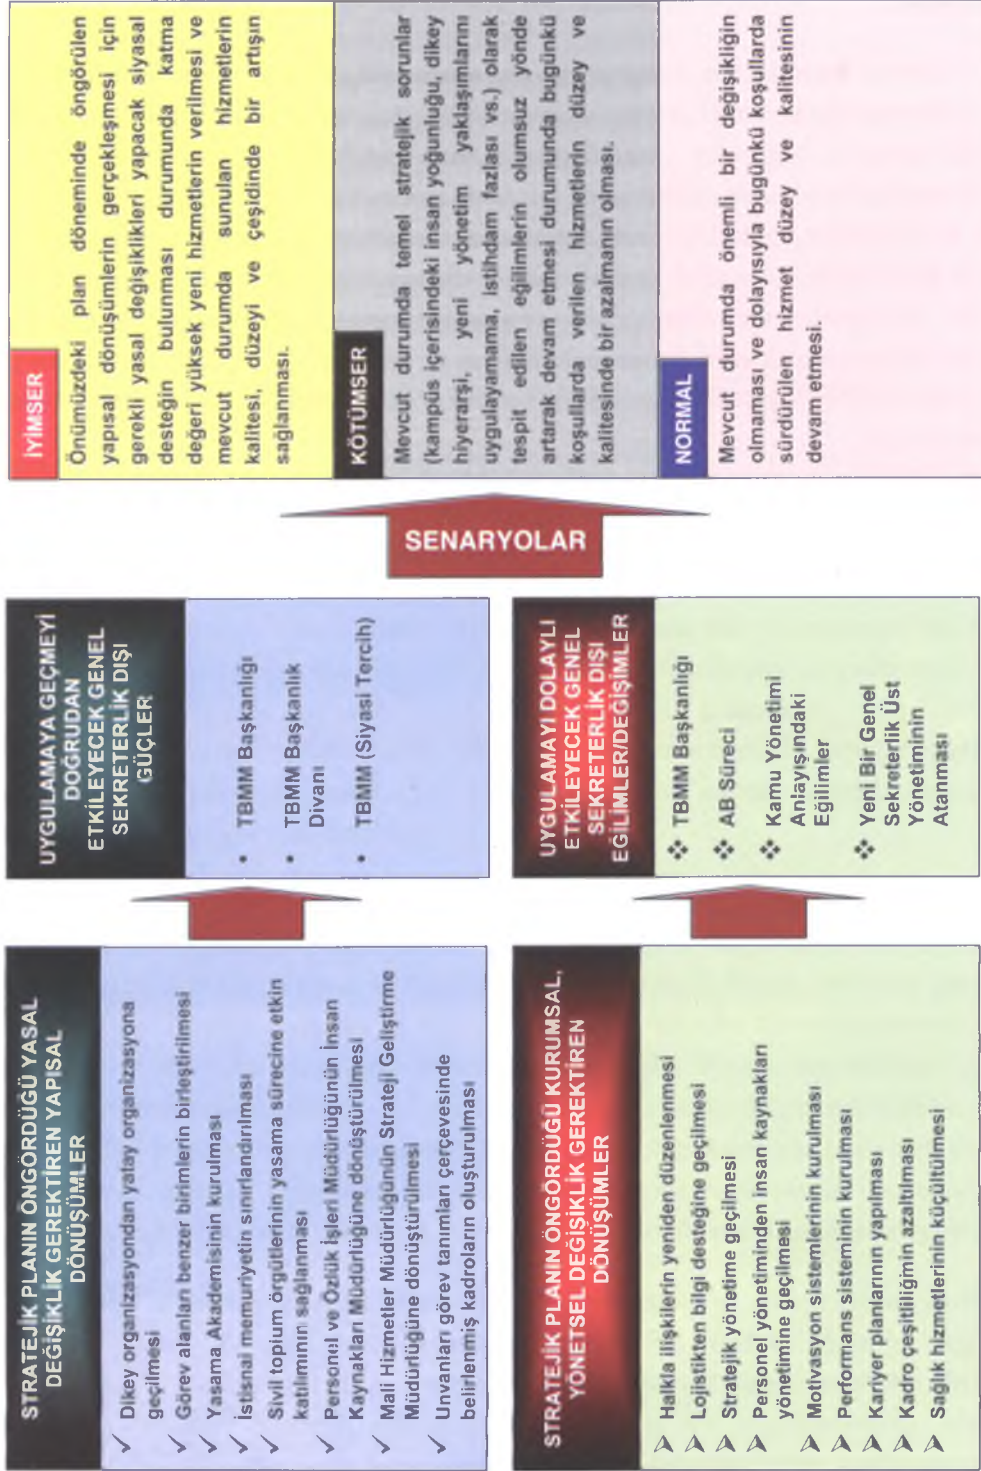 STRATEJİK PLANIN ÖNGÖRDÜĞÜ YASAL
DEĞİŞİKLİK GEREKTİREN YAPISAL
DÖNÜŞÜMLER
✓ Dikey organizasyondan yatay organizasyona
geçilmesi
✓ Görev alanları benzer birimlerin birleştirilmesi
✓ Yasama Akademisinin kurulması
✓ İstisnai memuriyetin sınırlandırılması
✓ Sivil toplum örgütlerinin yasama sürecine etkin
katılımının sağlanması
✓ Personel ve Özlük İşleri Müdürlüğünün İnsan
Kaynakları Müdürlüğüne dönüştürülmesi
✓ Mali Hizmetler Müdürlüğünün Strateji Geliştirme
Müdürlüğüne dönüştürülmesi
✓ Unvanları görev tanımları çerçevesinde
belirlenmiş kadroların oluşturulması
UYGULAMAYA GEÇMEYİ
DOĞRUDAN
ETKİLEYECEK GENEL
SEKRETERLİK DIŞI
GÜÇLER
• TBMM Başkanlığı
• TBMM Başkanlık
Divanı
• TBMM (Siyasi Tercih)
STRATEJİK PLANIN ÖNGÖRDÜĞÜ KURUMSAL,
YÖNETSEL DEĞİŞİKLİK GEREKTİREN
DÖNÜŞÜMLER
➢ Halkla ilişkilerin yeniden düzenlenmesi
➢ Lojistikten bilgi desteğine geçilmesi
➢ Stratejik yönetime geçilmesi
➢ Personel yönetiminden insan kaynakları
yönetimine geçilmesi
➢ Motivasyon sistemlerinin kurulması
➢ Performans sisteminin kurulması
➢ Kariyer planlarının yapılması
➢ Kadro çeşitliliğinin azaltılması
➢ Sağlık hizmetlerinin küçültülmesi
UYGULAMAYI DOLAYLI
ETKİLEYECEK GENEL
SEKRETERLİK DIŞI
EĞİLİMLER/DEĞİŞİMLER
❖ TBMM Başkanlığı
❖ AB Süreci
❖ Kamu Yönetimi
Anlayışındaki
Eğilimler
❖ Yeni Bir Genel
Sekreterlik Üst
Yönetiminin
Atanması
SENARYOLAR
İYİMSER
Önümüzdeki plan döneminde öngörülen
yapısal dönüşümlerin gerçekleşmesi için
gerekli yasal değişiklikleri yapacak siyasal
desteğin bulunması durumunda katma
değeri yüksek yeni hizmetlerin verilmesi ve
mevcut durumda sunulan hizmetlerin
kalitesi, düzeyi ve çeşidinde bir artışın
sağlanması.
KÖTÜMSER
Mevcut durumda temel stratejik sorunlar
(kampüs içerisindeki insan yoğunluğu, dikey
hiyerarşi, yeni yönetim yaklaşımlarını
uygulayamama, istihdam fazlası vs.) olarak
tespit edilen eğilimlerin olumsuz yönde
artarak devam etmesi durumunda bugünkü
koşullarda verilen hizmetlerin düzey ve
kalitesinde bir azalmanın olması.
NORMAL
Mevcut durumda önemli bir değişikliğin
olmaması ve dolayısıyla bugünkü koşullarda
sürdürülen hizmet düzey ve kalitesinin
devam etmesi.